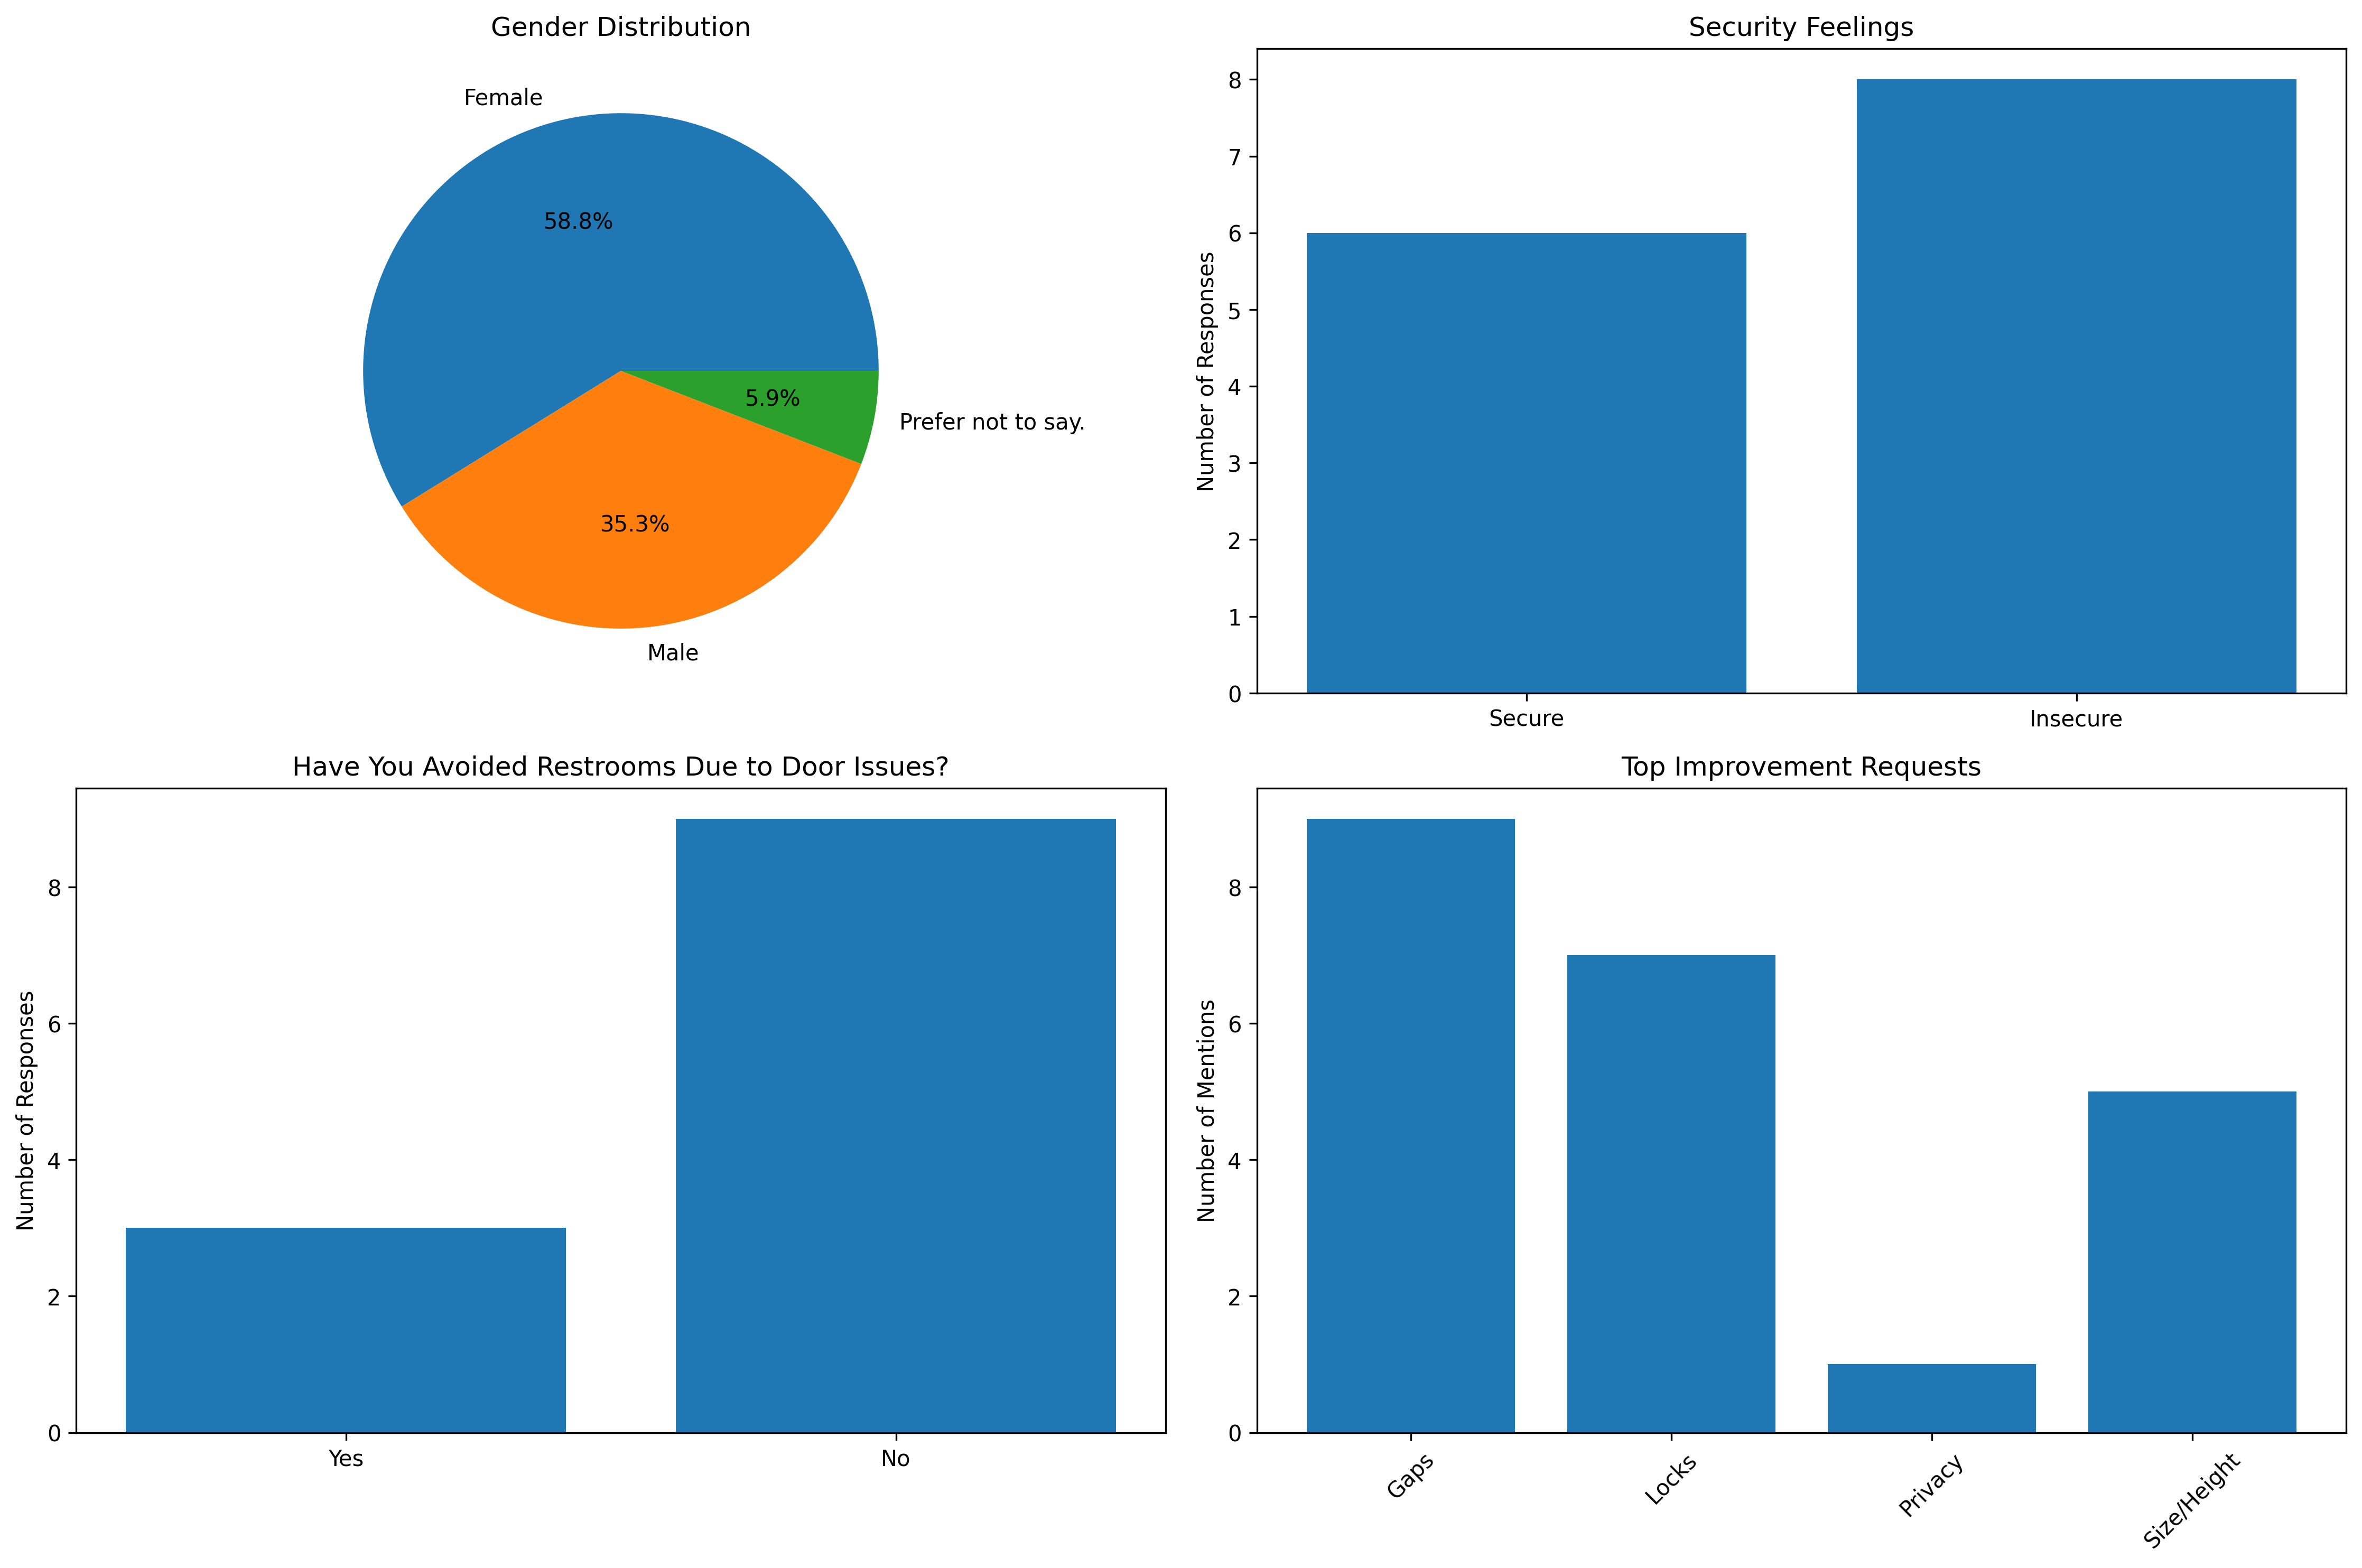 Gender Distribution
Female
58.8%
5.9%
Prefer not to say.
35.3%
Male
Security Feelings
Number of Responses
8
7
6
5
4
3
2
1
0
Secure
Insecure
Have You Avoided Restrooms Due to Door Issues?
Number of Responses
8
6
4
2
0
Yes
No
Top Improvement Requests
Number of Mentions
8
6
4
2
0
Gaps
Locks
Privacy
Size/Height